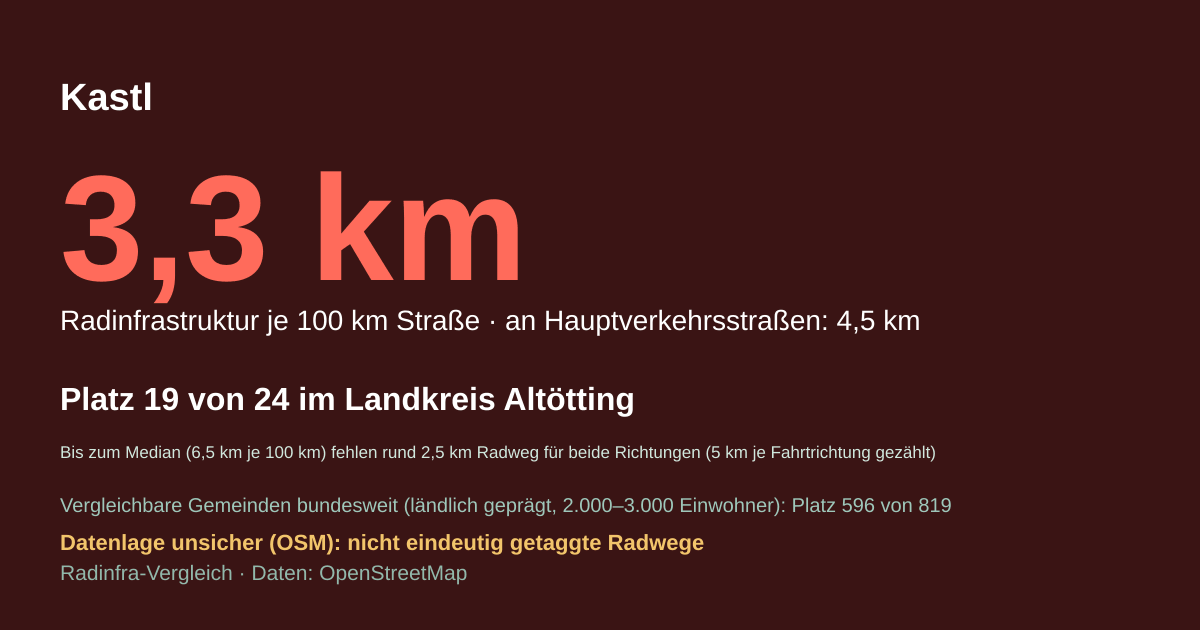 Kastl
3,3 km
Radinfrastruktur je 100 km Straße · an Hauptverkehrsstraßen: 4,5 km
Platz 19 von 24 im Landkreis Altötting
Bis zum Median (6,5 km je 100 km) fehlen rund 2,5 km Radweg für beide Richtungen (5 km je Fahrtrichtung gezählt)
Vergleichbare Gemeinden bundesweit (ländlich geprägt, 2.000–3.000 Einwohner): Platz 596 von 819
Datenlage unsicher (OSM): nicht eindeutig getaggte Radwege
Radinfra-Vergleich · Daten: OpenStreetMap